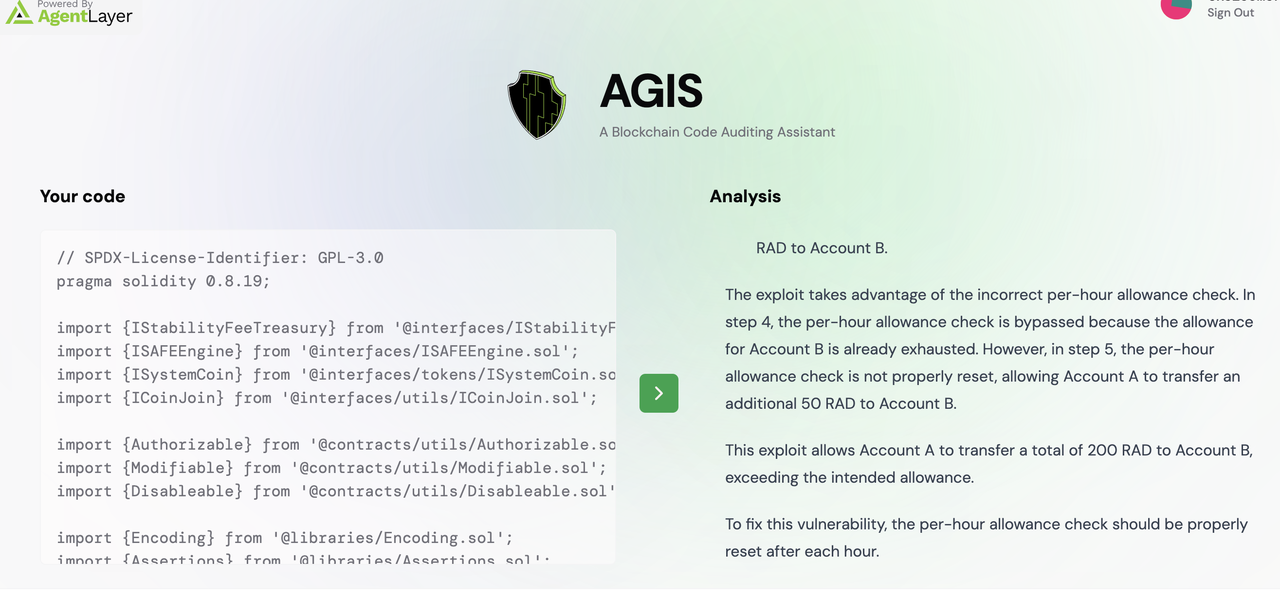 Powered By
AgentLayer
Sign Out
AGIS
A Blockchain Code Auditing Assistant
Your code
// SPDX-License-Identifier: GPL-3.0
pragma solidity 0.8.19;
import {IStabilityFeeTreasury} from '@interfaces/IStabilityF
import {ISAFEEngine} from '@interfaces/ISAFEEngine.sol';
import {ISystemCoin} from '@interfaces/tokens/ISystemCoin.so
import {ICoinJoin} from '@interfaces/utils/ICoinJoin.sol';
import {Authorizable} from '@contracts/utils/Authorizable.so
import {Modifiable} from '@contracts/utils/Modifiable.sol';
import {Disableable} from '@contracts/utils/Disableable.sol'
import {Encoding} from '@libraries/Encoding.sol';
import {Assertions} from '@libraries/Assertions.sol';
Analysis
RAD to Account B.
The exploit takes advantage of the incorrect per-hour allowance check. In
step 4, the per-hour allowance check is bypassed because the allowance
for Account B is already exhausted. However, in step 5, the per-hour
allowance check is not properly reset, allowing Account A to transfer an
additional 50 RAD to Account B.
This exploit allows Account A to transfer a total of 200 RAD to Account B,
exceeding the intended allowance.
To fix this vulnerability, the per-hour allowance check should be properly
reset after each hour.